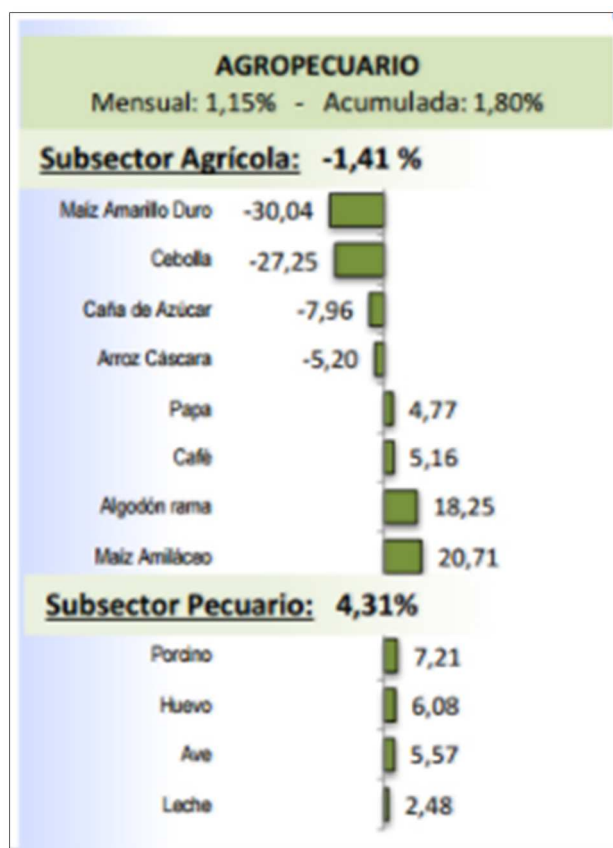 AGROPECUARIO
Mensual: 1,15% - Acumulada: 1,80%
Subsector Agrícola: -1,41 %
Maíz Amarillo Duro -30,04
Cebolla -27,25
Caña de Azúcar -7,96
Arroz Cáscara -5,20
Papa 4,77
Café 5,16
Algodón rama 18,25
Maíz Amiláceo 20,71
Subsector Pecuario: 4,31%
Porcino 7,21
Huevo 6,08
Ave 5,57
Leche 2,48